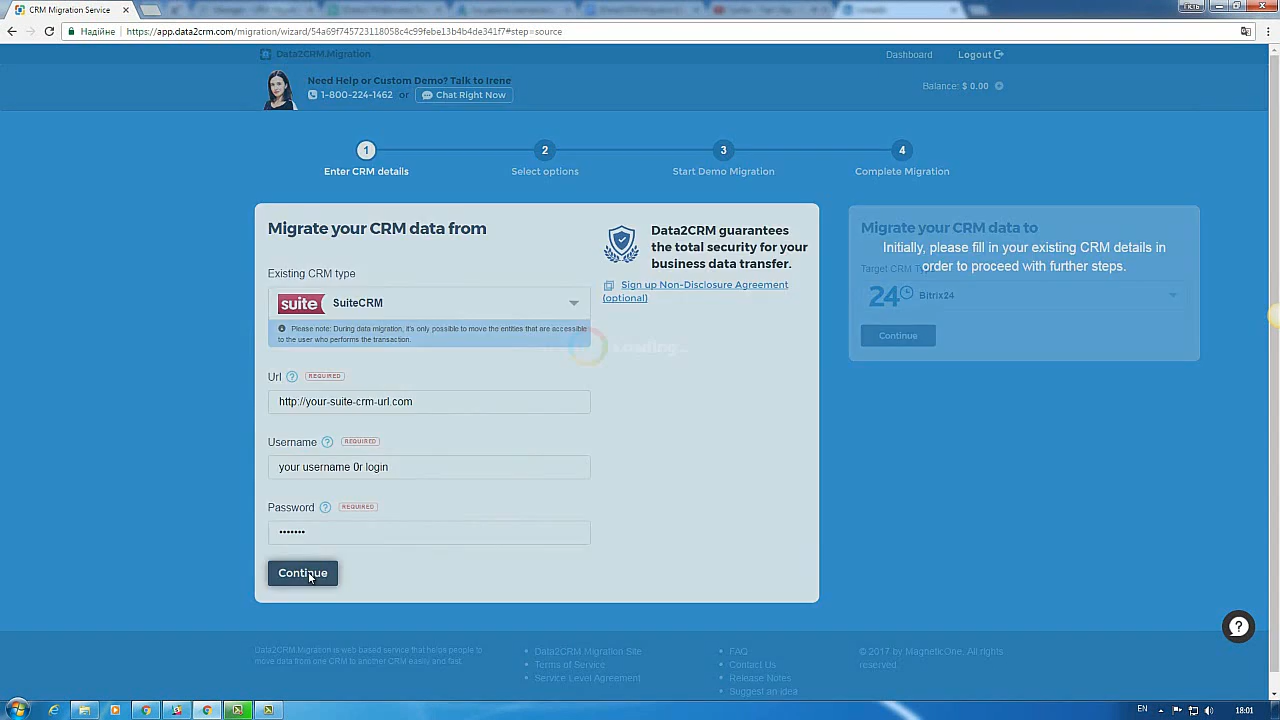 CRM Migration Service
Надійне
https://app.data2crm.com/migration/wizard/54a69f745723118058c4c99febe13b4b4de341f7#step=source
Data2CRM.Migration
Dashboard
Logout
Need Help or Custom Demo? Talk to Irene
1-800-224-1462 or Chat Right Now
Balance: $ 0.00
1
2
3
4
Enter CRM details
Select options
Start Demo Migration
Complete Migration
Migrate your CRM data from
Existing CRM type
suite SuiteCRM
Please note: During data migration, it's only possible to move the entities that are accessible
to the user who performs the transaction.
Url ? REQUIRED
http://your-suite-crm-url.com
Username ? REQUIRED
your username 0r login
Password ? REQUIRED
•••••••
Continue
Data2CRM guarantees
the total security for your
business data transfer.
Sign up Non-Disclosure Agreement
(optional)
Loading...
Migrate your CRM data to
Initially, please fill in your existing CRM details in
order to proceed with further steps.
Target CRM
24 Bitrix24
Continue
?
Data2CRM.Migration is web based service that helps people to
move data from one CRM to another CRM easily and fast.
Data2CRM Migration Site
Terms of Service
Service Level Agreement
FAQ
Contact Us
Release Notes
Suggest an Idea
© 2017 by MagneticOne. All rights
reserved.
EN
18:01